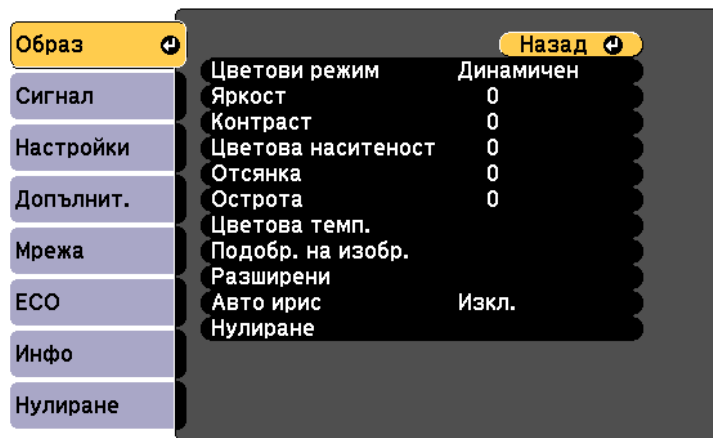 Образ
Сигнал
Настройки
Допълнит.
Мрежа
ECO
Инфо
Нулиране
Назад
Цветови режим Динамичен
Яркост 0
Контраст 0
Цветова наситеност 0
Отсянка 0
Острота 0
Цветова темп.
Подобр. на изобр.
Разширени
Авто ирис Изкл.
Нулиране